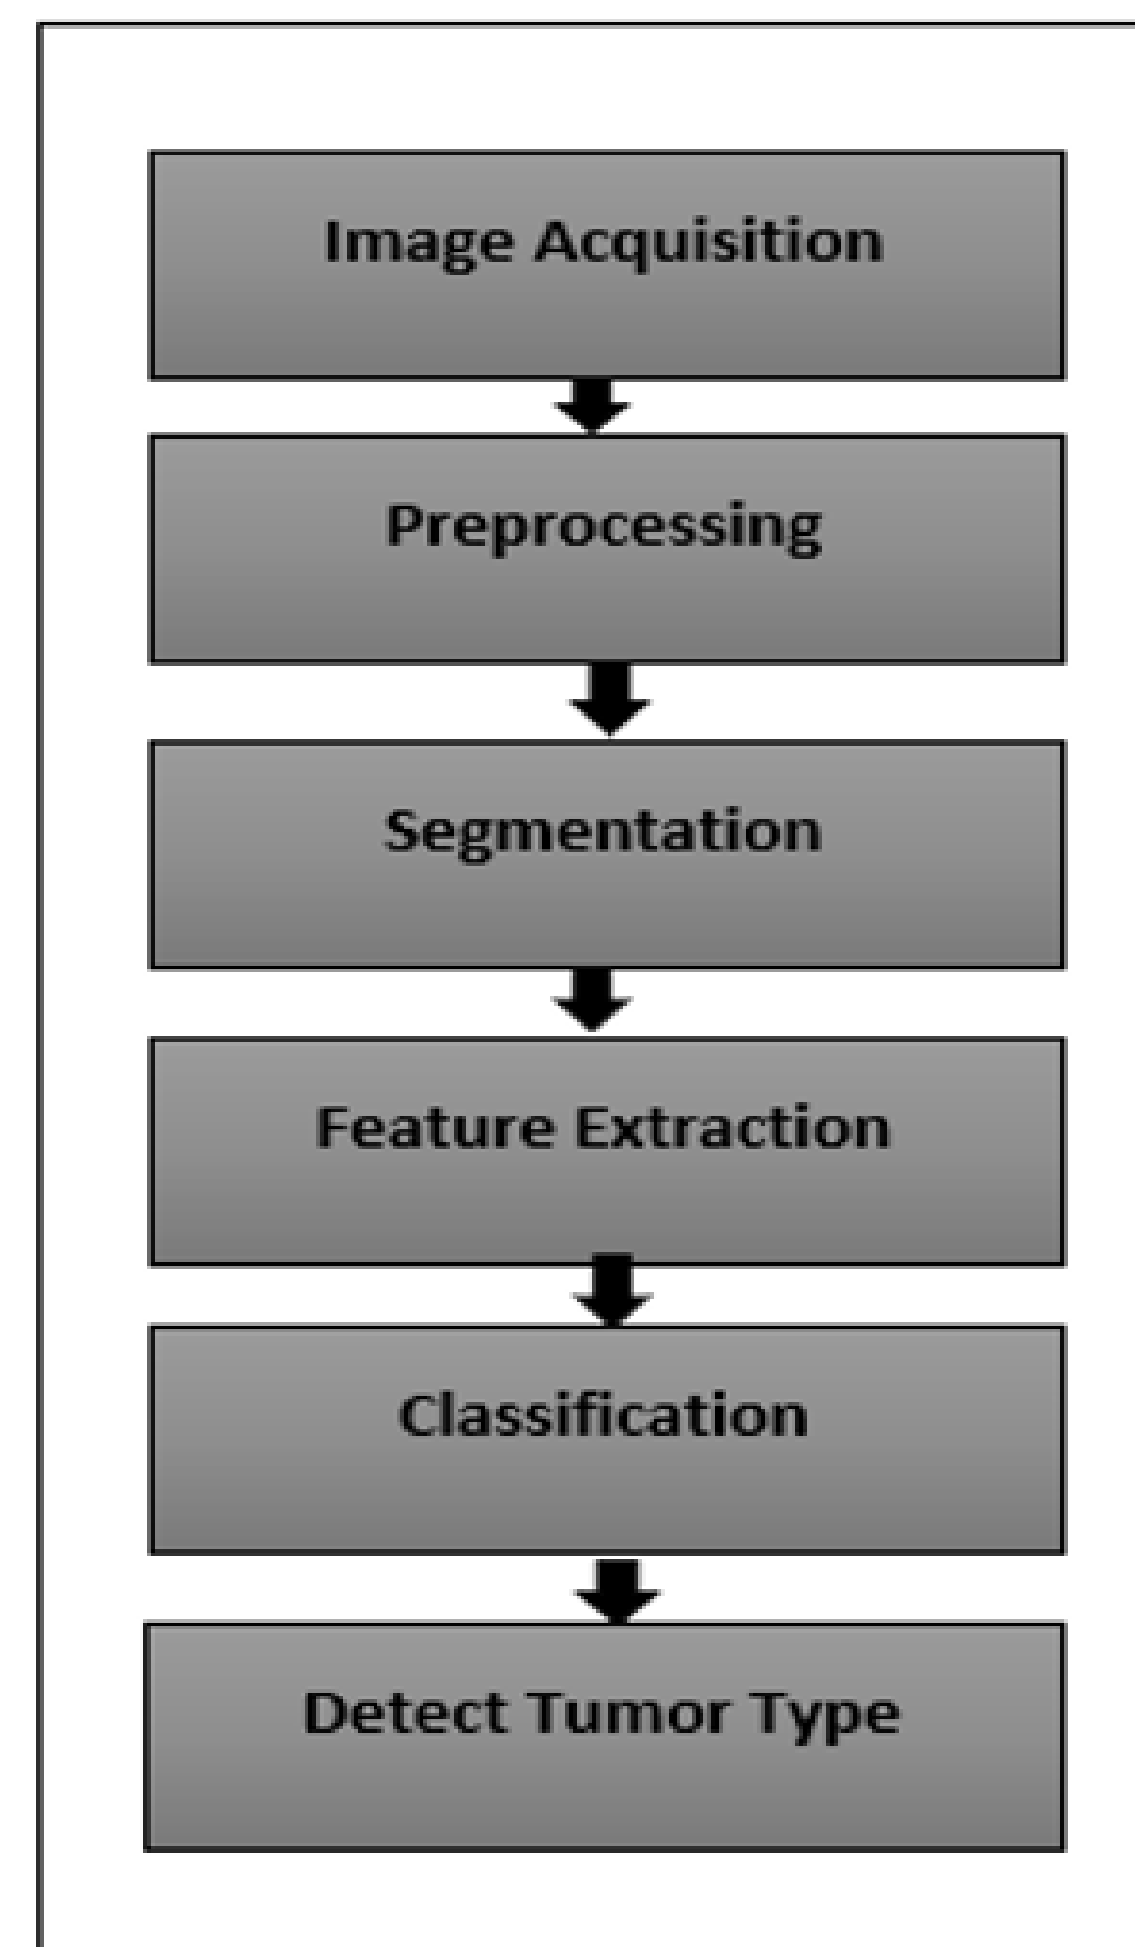 Image Acquisition
Preprocessing
Segmentation
Feature Extraction
Classification
Detect Tumor Type